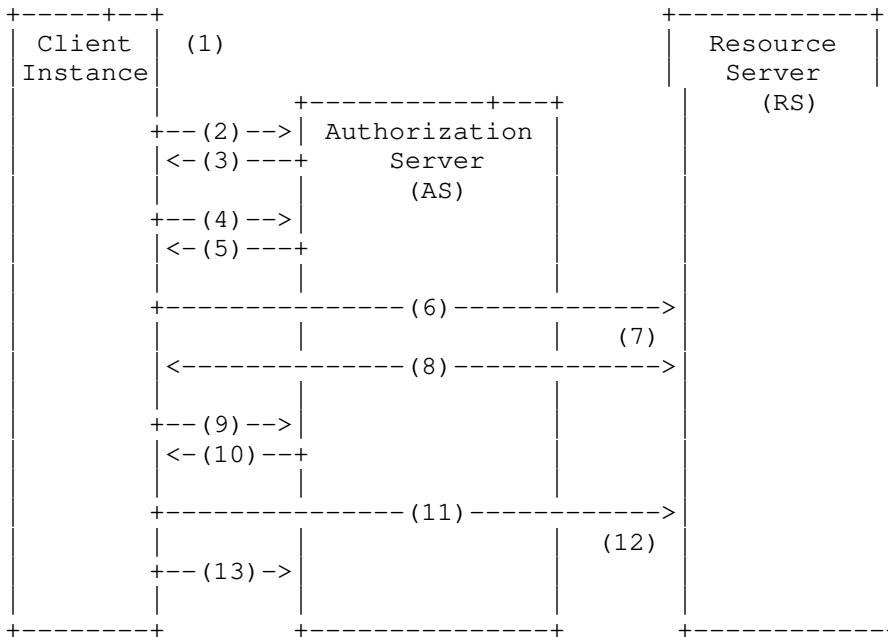 Client (1) Resource
Instance Server
(RS)
(2) Authorization
(3) Server
(AS)
(4)
(5)
(6)
(7)
(8)
(9)
(10)
(11)
(12)
(13)